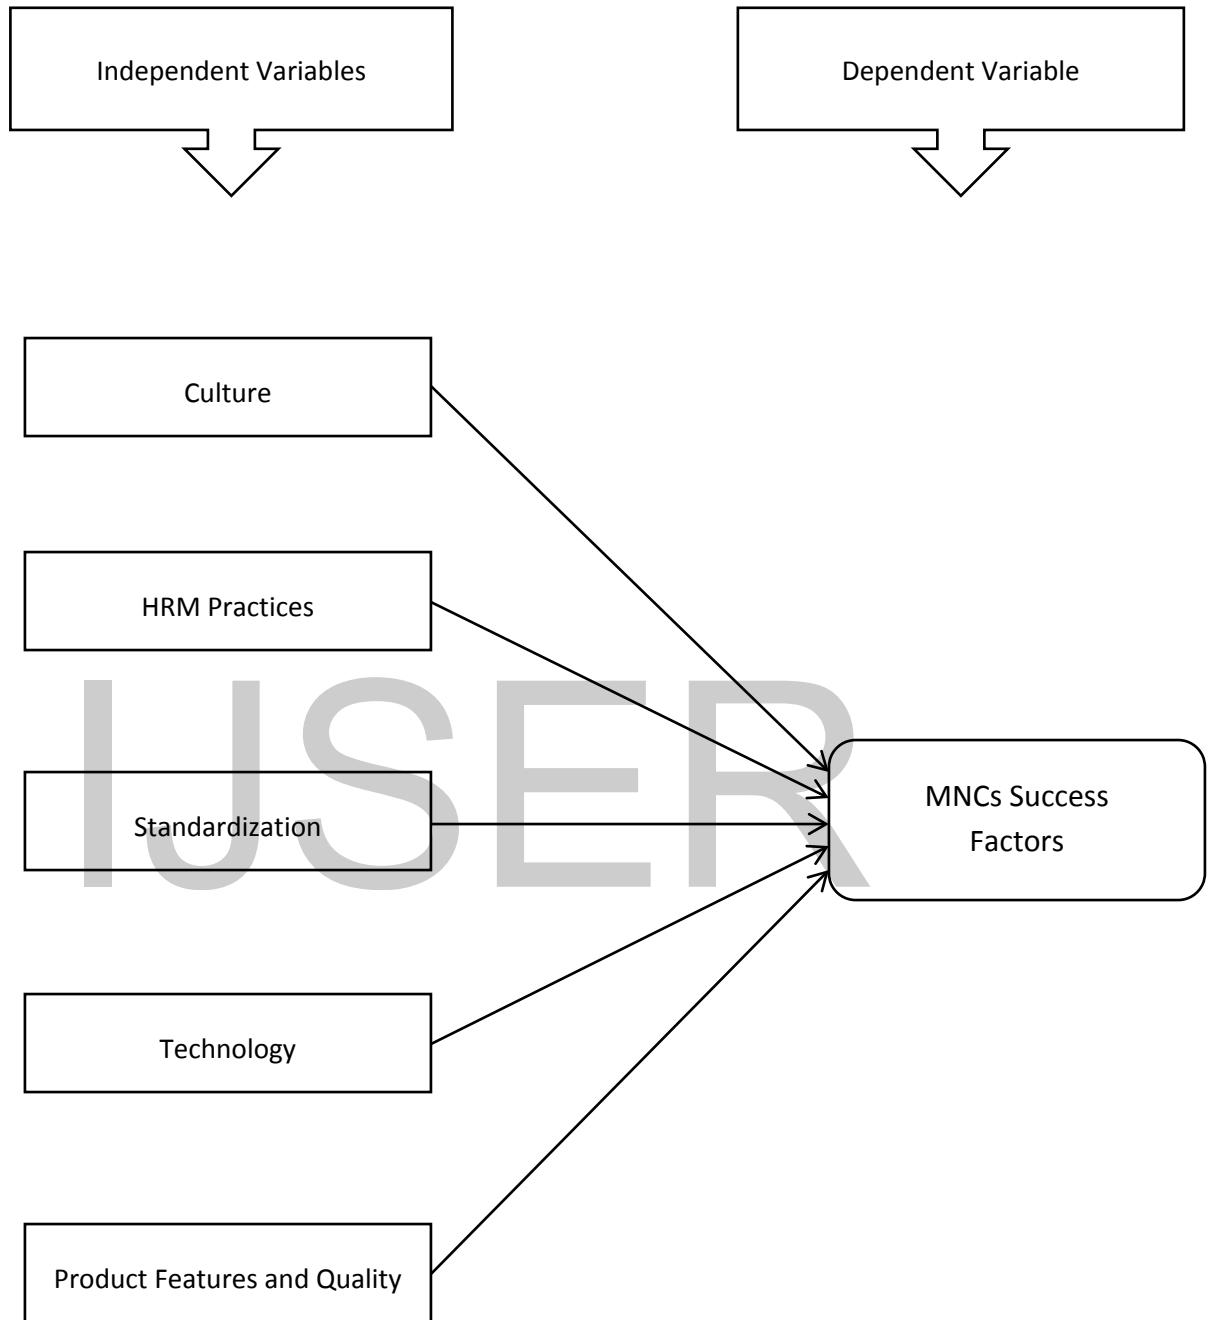 Independent Variables
Dependent Variable
Culture
HRM Practices
Standardization
Technology
Product Features and Quality
MNCs Success
Factors
IJSER